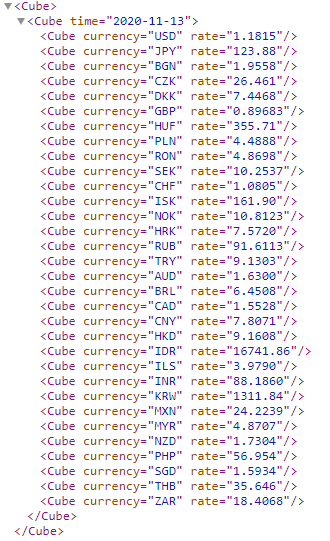 <Cube>
<Cube time="2020-11-13">
<Cube currency="USD" rate="1.1815"/>
<Cube currency="JPY" rate="123.88"/>
<Cube currency="BGN" rate="1.9558"/>
<Cube currency="CZK" rate="26.461"/>
<Cube currency="DKK" rate="7.4468"/>
<Cube currency="GBP" rate="0.89683"/>
<Cube currency="HUF" rate="355.71"/>
<Cube currency="PLN" rate="4.4888"/>
<Cube currency="RON" rate="4.8698"/>
<Cube currency="SEK" rate="10.2537"/>
<Cube currency="CHF" rate="1.0805"/>
<Cube currency="ISK" rate="161.90"/>
<Cube currency="NOK" rate="10.8123"/>
<Cube currency="HRK" rate="7.5720"/>
<Cube currency="RUB" rate="91.6113"/>
<Cube currency="TRY" rate="9.1303"/>
<Cube currency="AUD" rate="1.6300"/>
<Cube currency="BRL" rate="6.4508"/>
<Cube currency="CAD" rate="1.5528"/>
<Cube currency="CNY" rate="7.8071"/>
<Cube currency="HKD" rate="9.1608"/>
<Cube currency="IDR" rate="16741.86"/>
<Cube currency="ILS" rate="3.9790"/>
<Cube currency="INR" rate="88.1860"/>
<Cube currency="KRW" rate="1311.84"/>
<Cube currency="MXN" rate="24.2239"/>
<Cube currency="MYR" rate="4.8707"/>
<Cube currency="NZD" rate="1.7304"/>
<Cube currency="PHP" rate="56.954"/>
<Cube currency="SGD" rate="1.5934"/>
<Cube currency="THB" rate="35.646"/>
<Cube currency="ZAR" rate="18.4068"/>
</Cube>
</Cube>